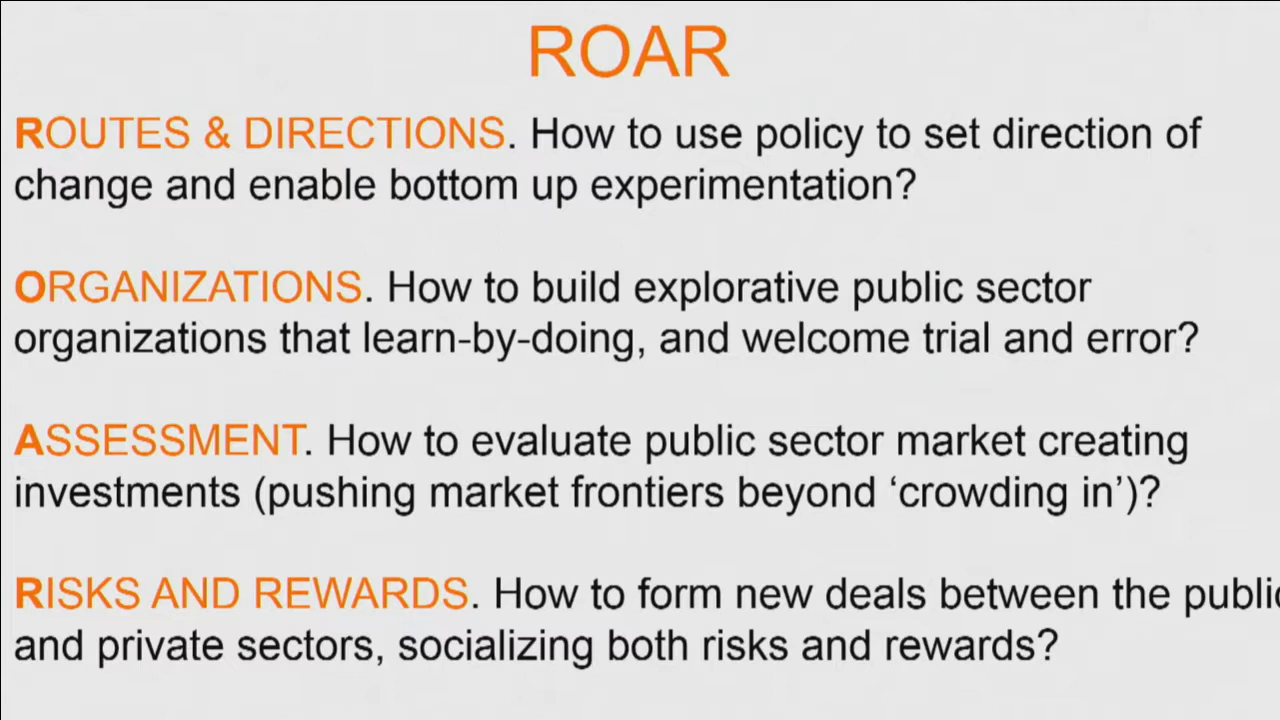 ROAR
ROUTES & DIRECTIONS. How to use policy to set direction of
change and enable bottom up experimentation?
ORGANIZATIONS. How to build explorative public sector
organizations that learn-by-doing, and welcome trial and error?
ASSESSMENT. How to evaluate public sector market creating
investments (pushing market frontiers beyond ‘crowding in’)?
RISKS AND REWARDS. How to form new deals between the public
and private sectors, socializing both risks and rewards?